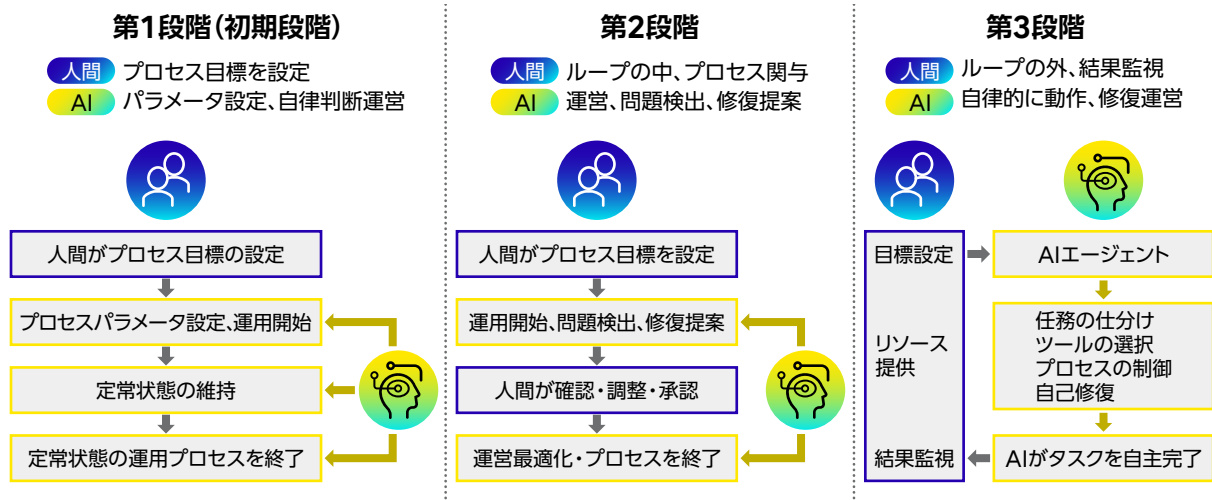 第1段階(初期段階)
人間 プロセス目標を設定
AI パラメータ設定、自律判断運営
人間がプロセス目標の設定
プロセスパラメータ設定、運用開始
定常状態の維持
定常状態の運用プロセスを終了
第2段階
人間 ループの中、プロセス関与
AI 運営、問題検出、修復提案
人間がプロセス目標を設定
運用開始、問題検出、修復提案
人間が確認・調整・承認
運営最適化・プロセスを終了
第3段階
人間 ループの外、結果監視
AI 自律的に動作、修復運営
目標設定
リソース
提供
結果監視
AIエージェント
任務の仕分け
ツールの選択
プロセスの制御
自己修復
AIがタスクを自主完了